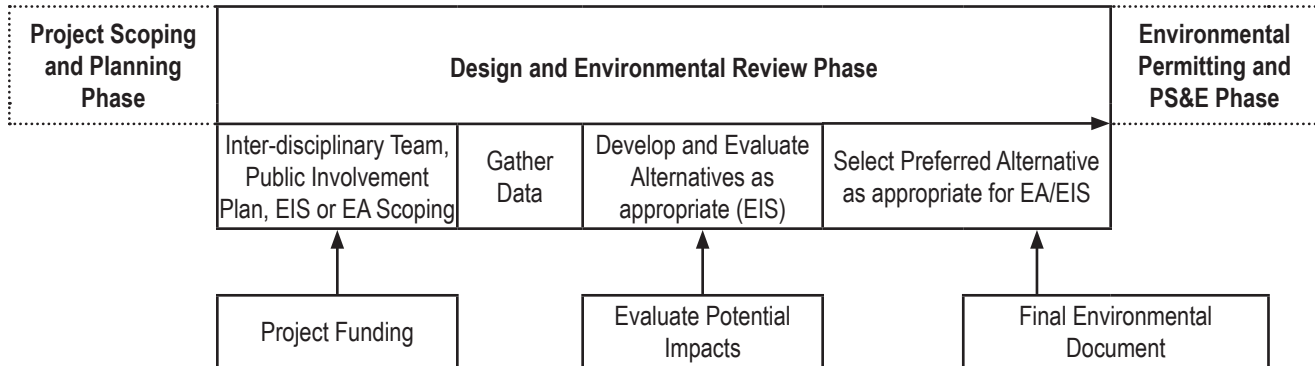 Project Scoping
and Planning
Phase
Design and Environmental Review Phase
Environmental
Permitting and
PS&E Phase
Inter-disciplinary Team,
Public Involvement
Plan, EIS or EA Scoping
Gather
Data
Develop and Evaluate
Alternatives as
appropriate (EIS)
Select Preferred Alternative
as appropriate for EA/EIS
Project Funding
Evaluate Potential
Impacts
Final Environmental
Document